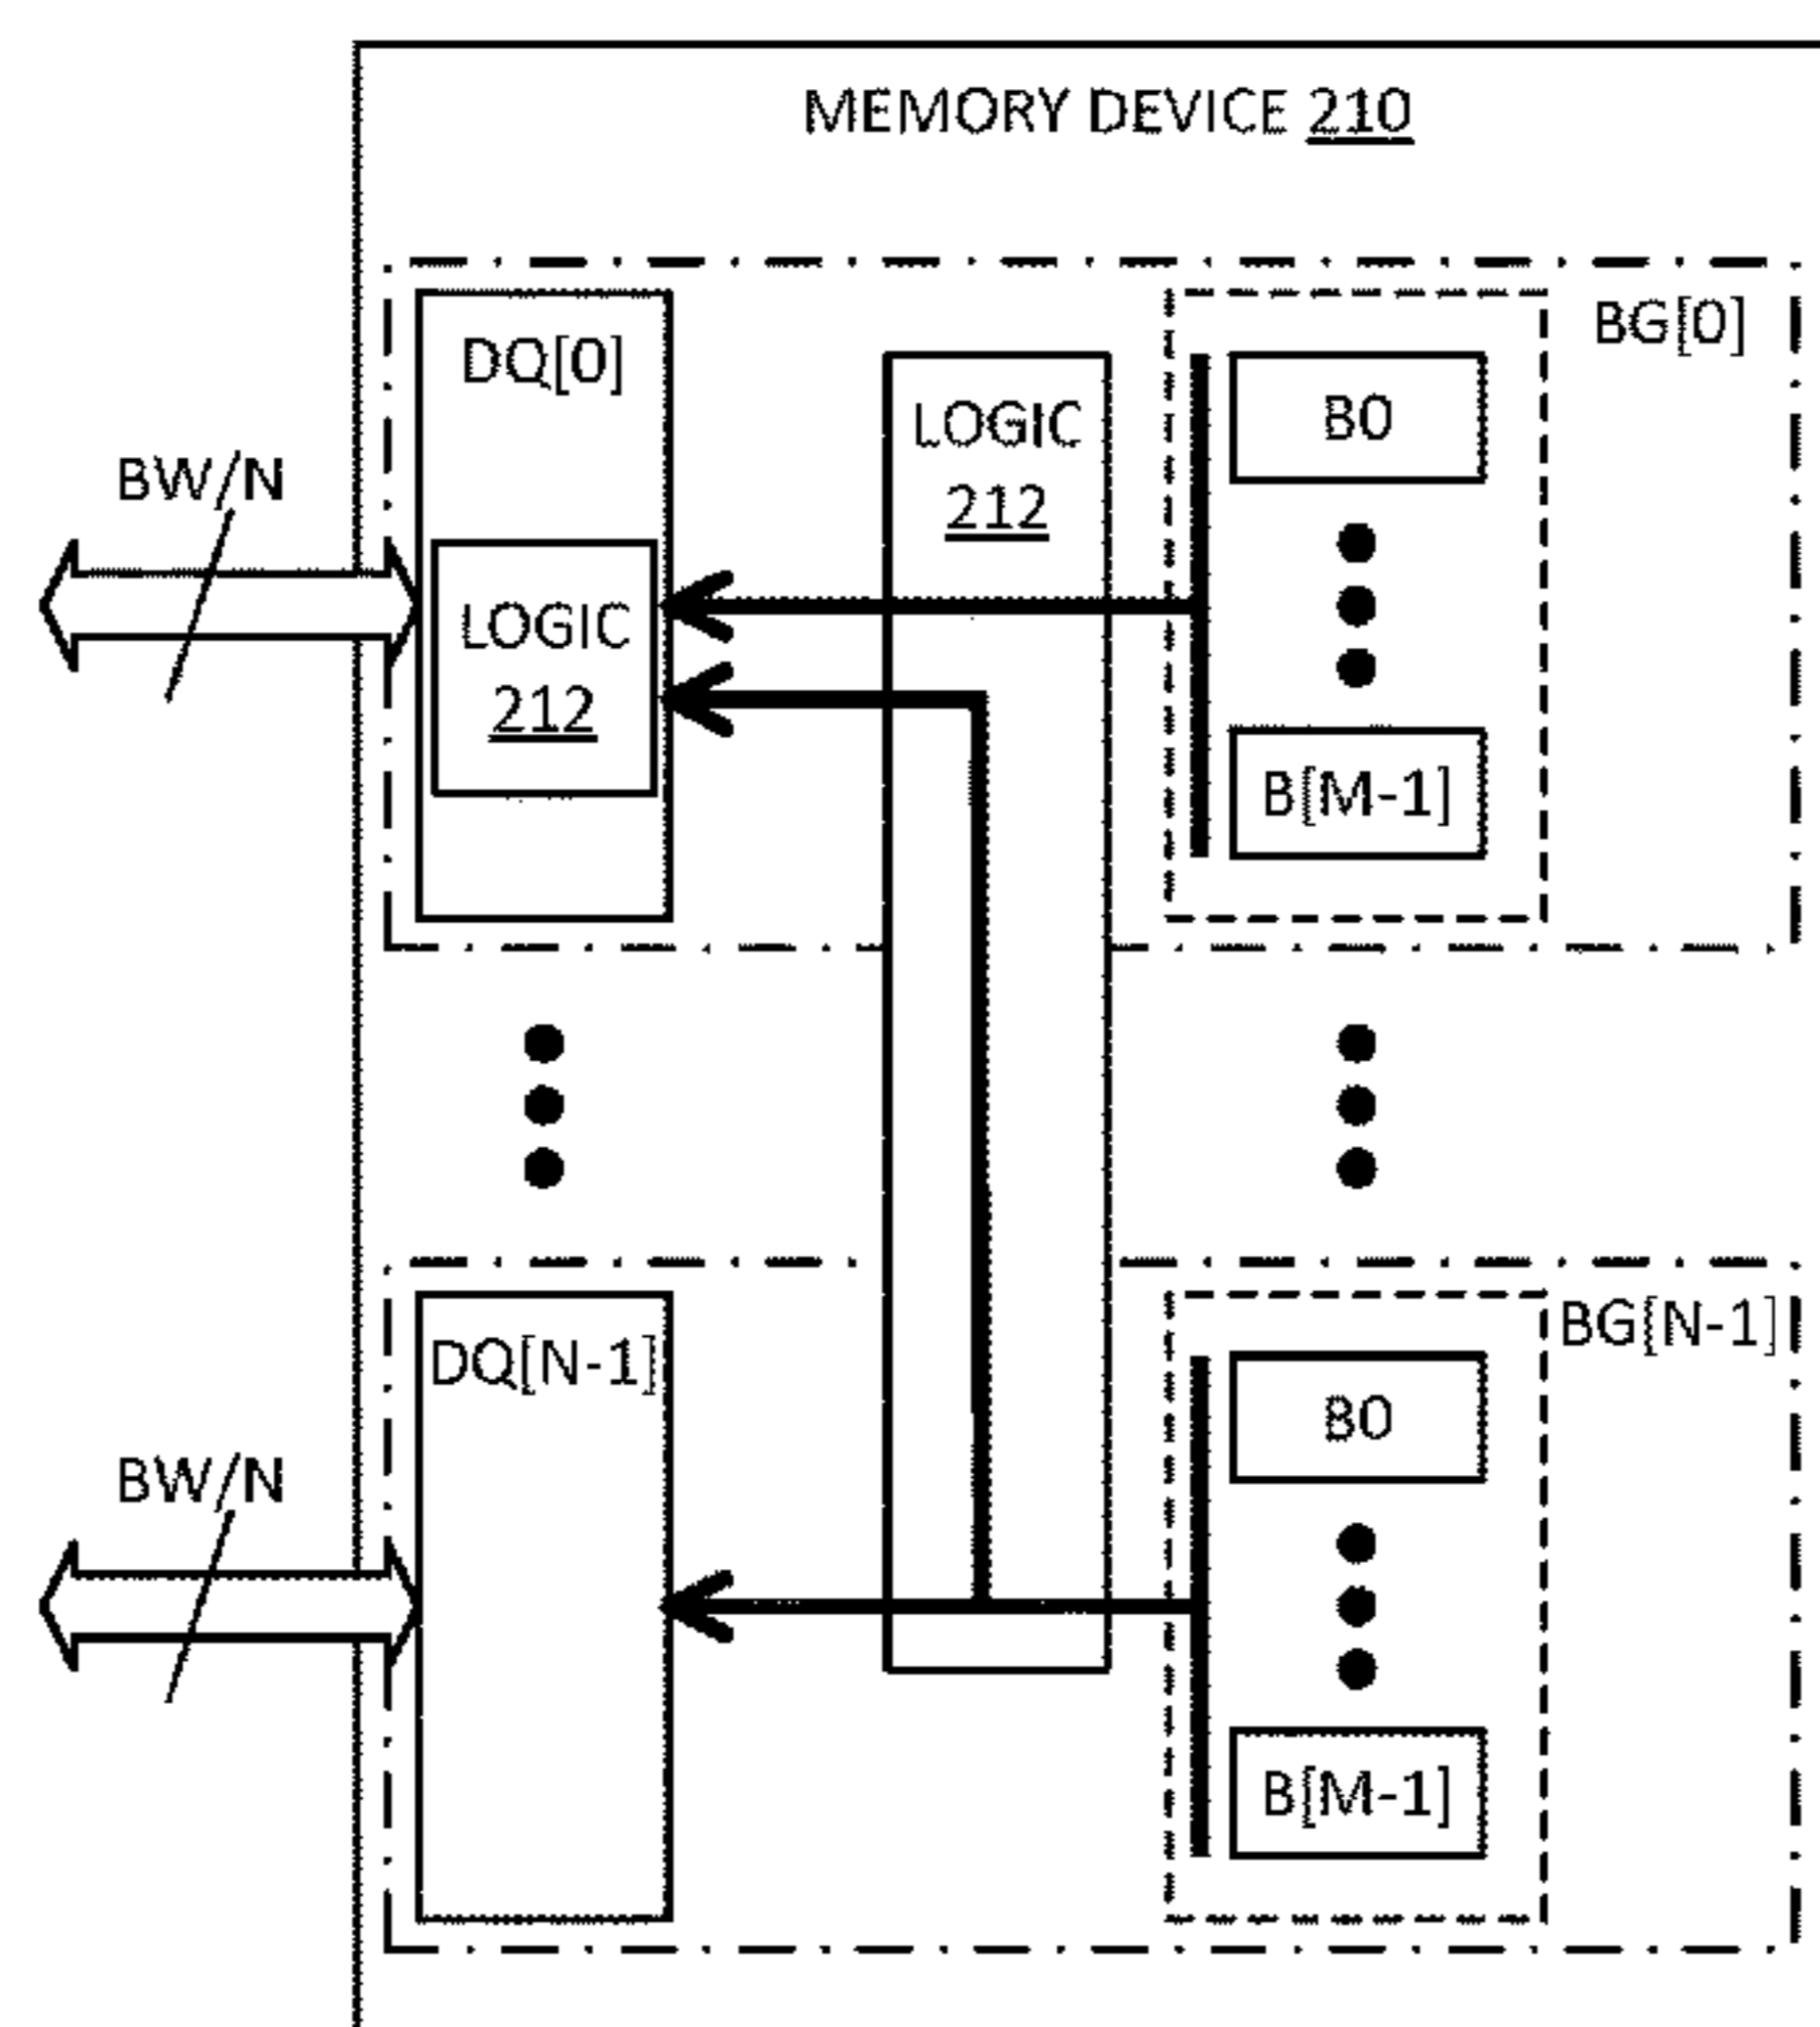 MEMORY DEVICE 210
BG[0]
DQ[0]
LOGIC
212
B0
BW/N
LOGIC
212
B[M-1]
BG[N-1]
DQ[N-1]
B0
BW/N
B[M-1]